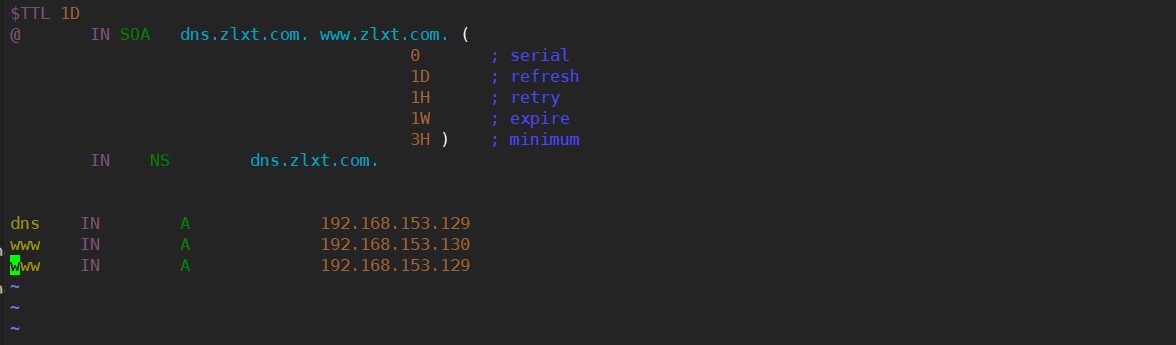 $TTL 1D
@ IN SOA dns.zlxt.com. www.zlxt.com. (
0 ; serial
1D ; refresh
1H ; retry
1W ; expire
3H ) ; minimum
IN NS dns.zlxt.com.
dns IN A 192.168.153.129
www IN A 192.168.153.130
www IN A 192.168.153.129
~
~
~